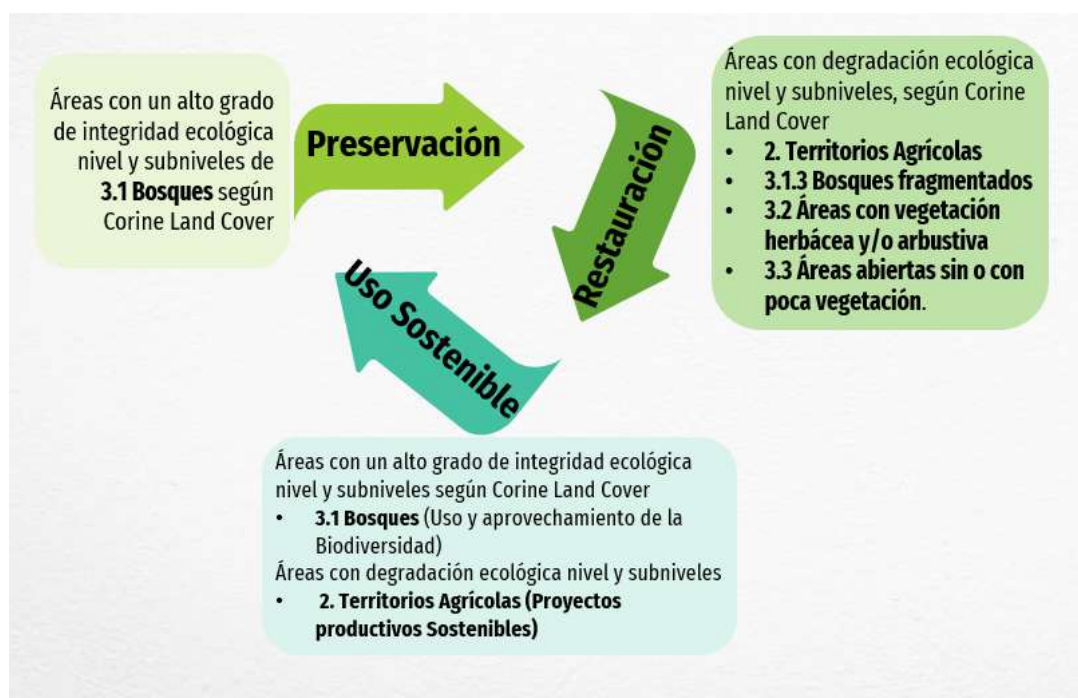 Áreas con un alto grado
de integridad ecológica
nivel y subniveles de
3.1 Bosques según
Corine Land Cover
Preservación
Restauración
Áreas con degradación ecológica
nivel y subniveles, según Corine
Land Cover
• 2. Territorios Agrícolas
• 3.1.3 Bosques fragmentados
• 3.2 Áreas con vegetación
herbácea y/o arbustiva
• 3.3 Áreas abiertas sin o con
poca vegetación.
Uso Sostenible
Áreas con un alto grado de integridad ecológica
nivel y subniveles según Corine Land Cover
• 3.1 Bosques (Uso y aprovechamiento de la
Biodiversidad)
Áreas con degradación ecológica nivel y subniveles
• 2. Territorios Agrícolas (Proyectos
productivos Sostenibles)